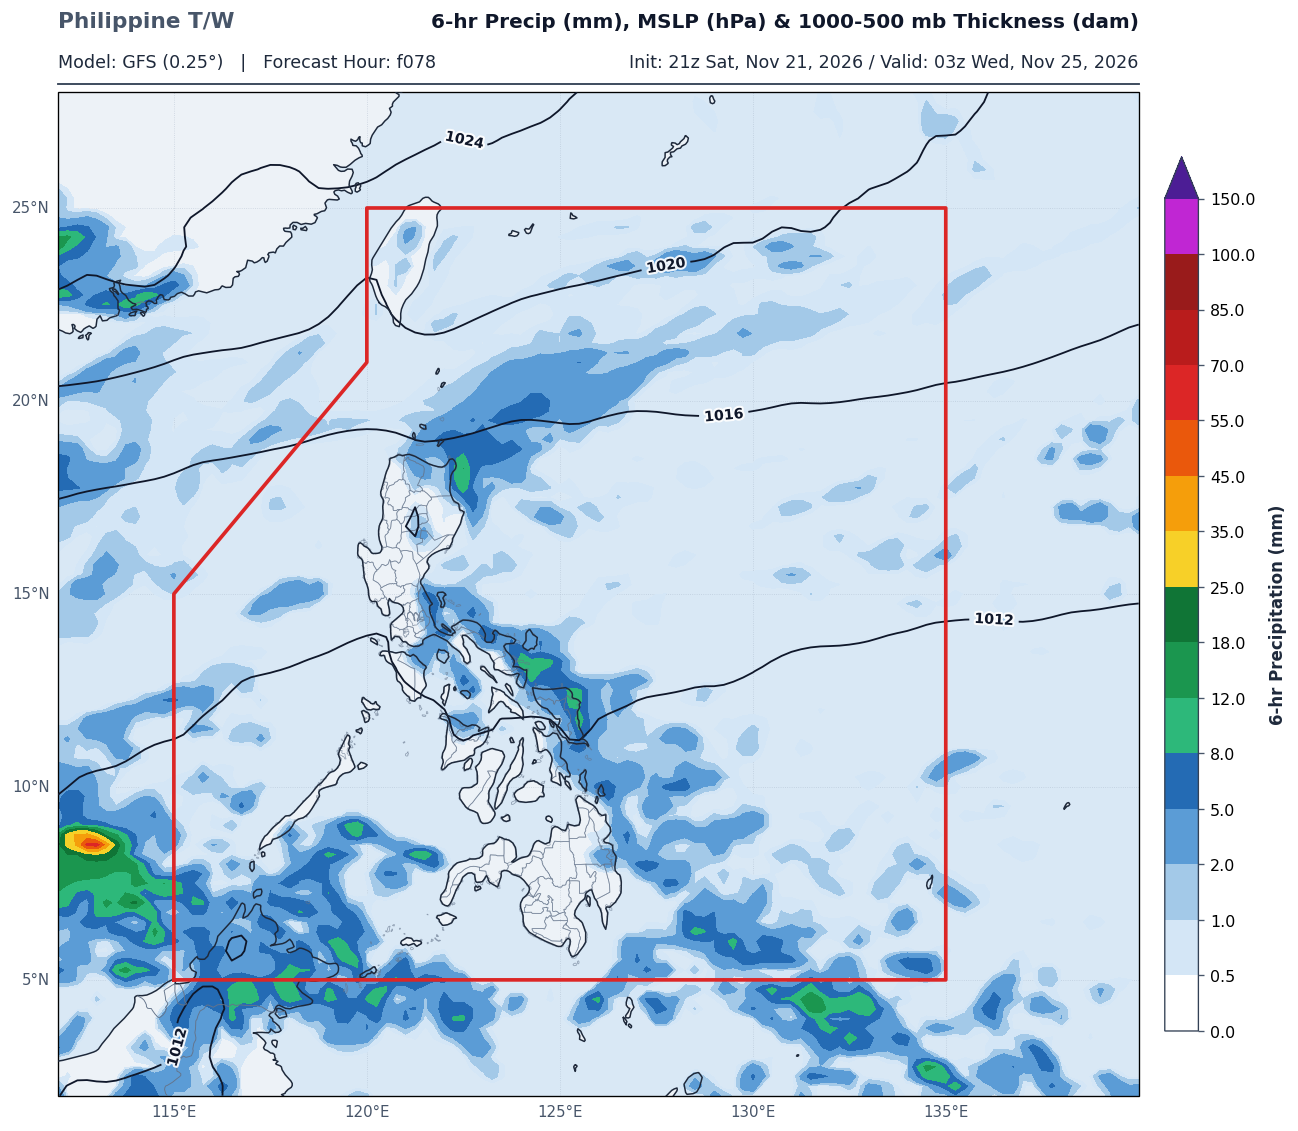 Philippine T/W
6-hr Precip (mm), MSLP (hPa) & 1000-500 mb Thickness (dam)
Model: GFS (0.25°)   |   Forecast Hour: f078
Init: 21z Sat, Nov 21, 2026 / Valid: 03z Wed, Nov 25, 2026
1024
1020
1016
1012
1012
25°N
20°N
15°N
10°N
5°N
115°E
120°E
125°E
130°E
135°E
150.0
100.0
85.0
70.0
55.0
45.0
35.0
25.0
18.0
12.0
8.0
5.0
2.0
1.0
0.5
0.0
6-hr Precipitation (mm)